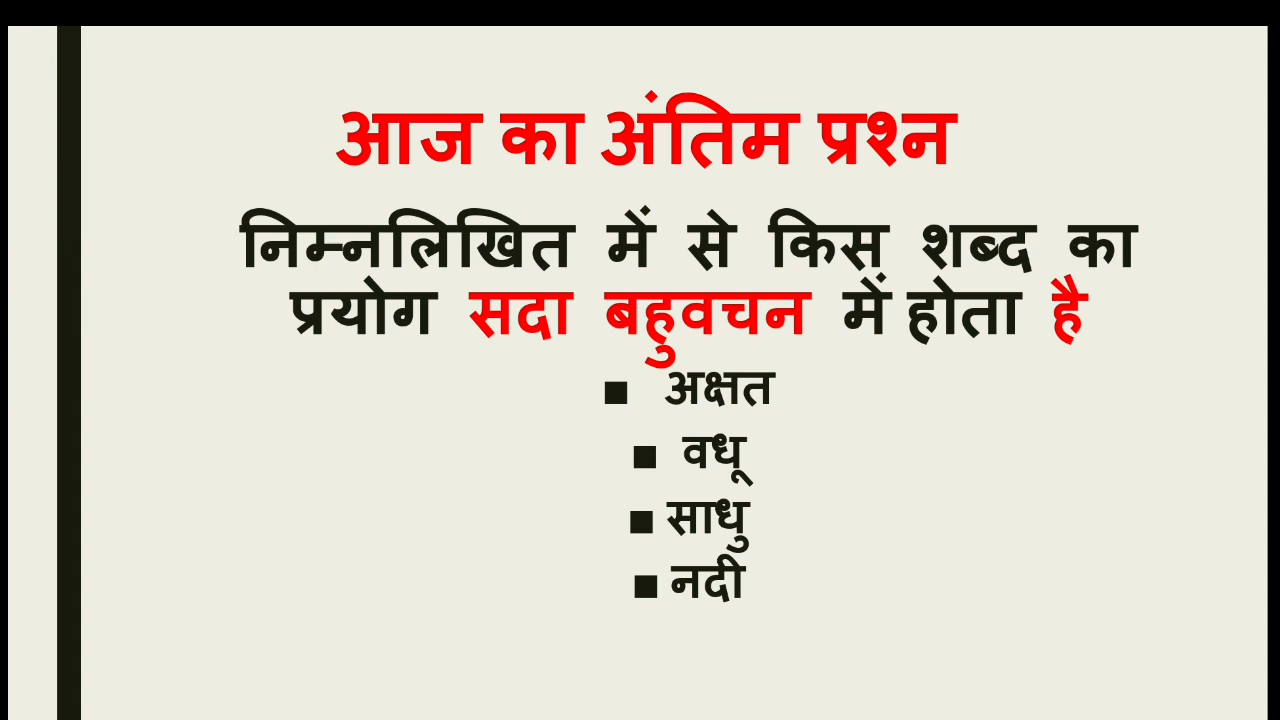 आज का अंतिम प्रश्न
निम्नलिखित में से किस शब्द का
प्रयोग सदा बहुवचन में होता है
■ अक्षत
■ वधू
■ साधु
■ नदी